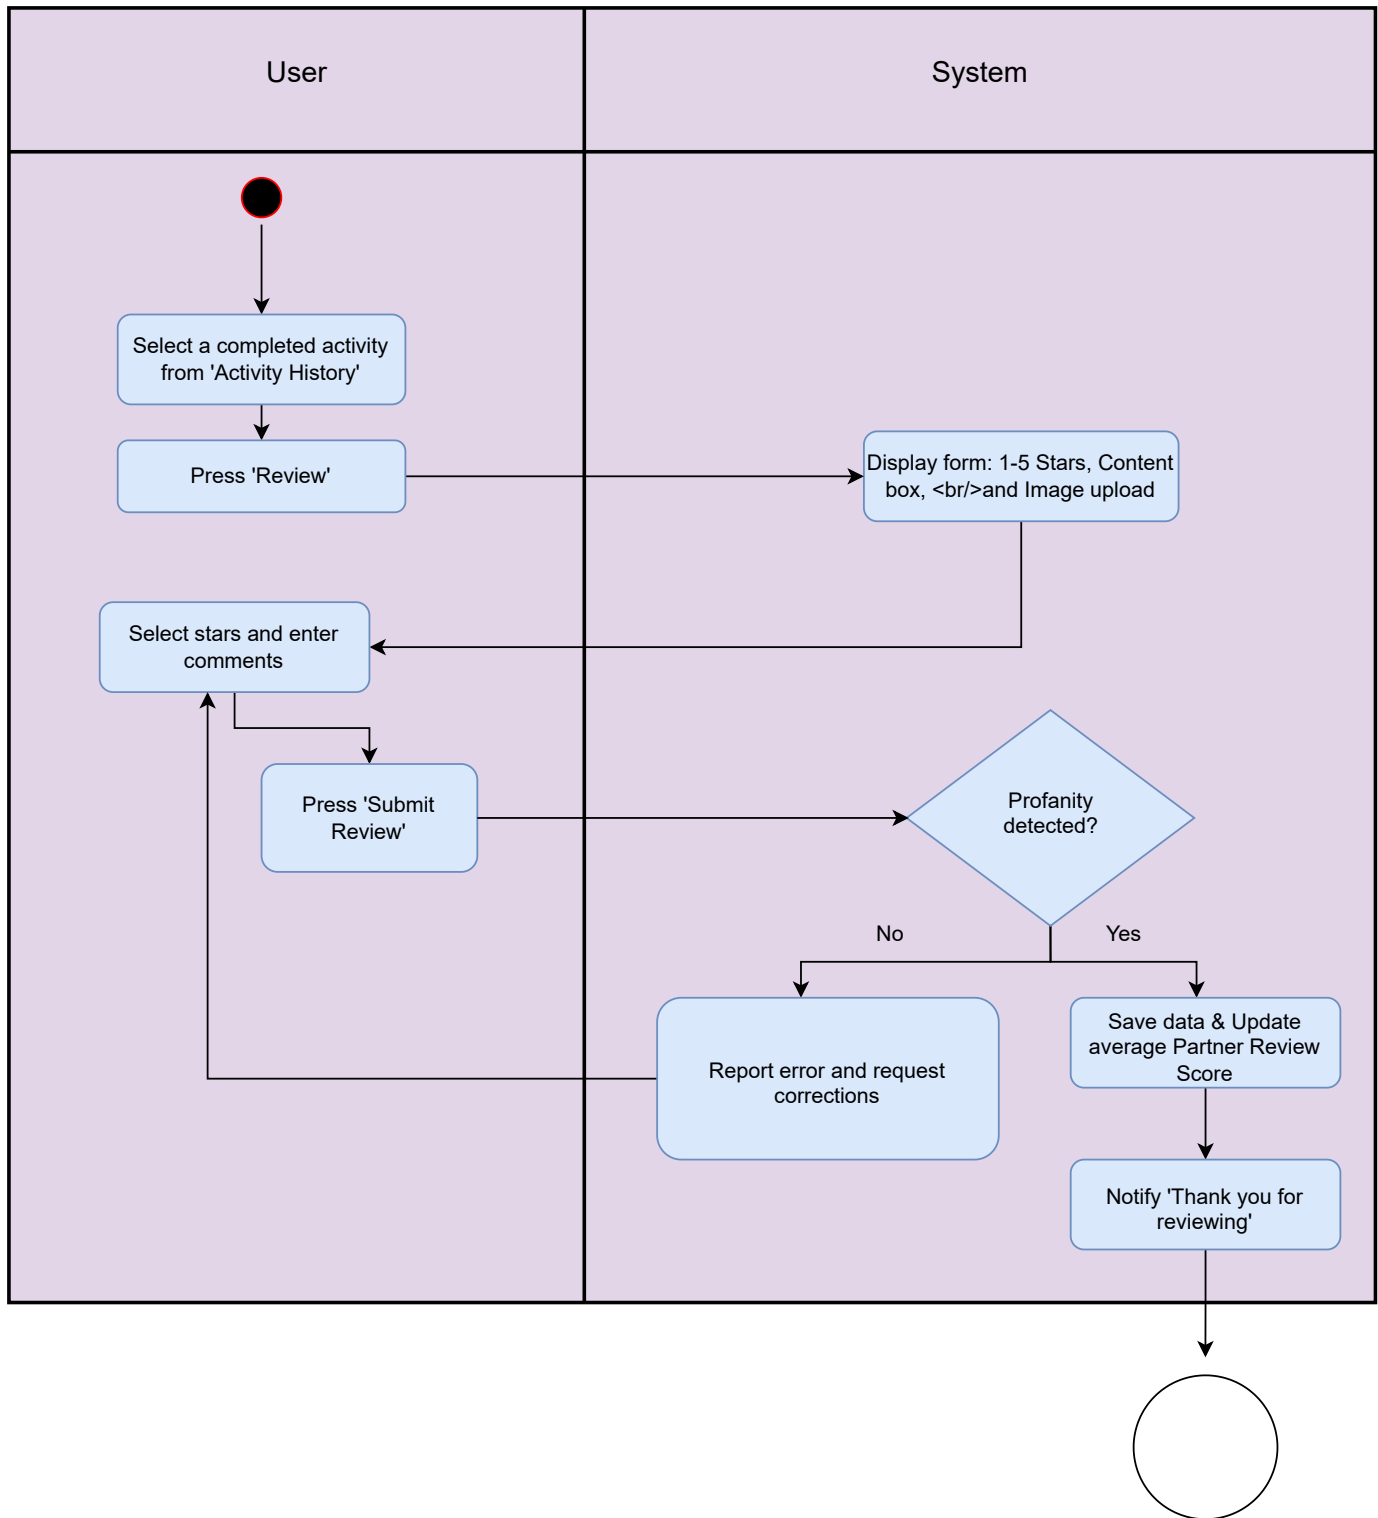 User
System
Select a completed activity
from 'Activity History'
Press 'Review'
Display form: 1-5 Stars, Content
box, <br/>and Image upload
Select stars and enter
comments
Press 'Submit
Review'
Profanity
detected?
No
Yes
Report error and request
corrections
Save data & Update
average Partner Review
Score
Notify 'Thank you for
reviewing'